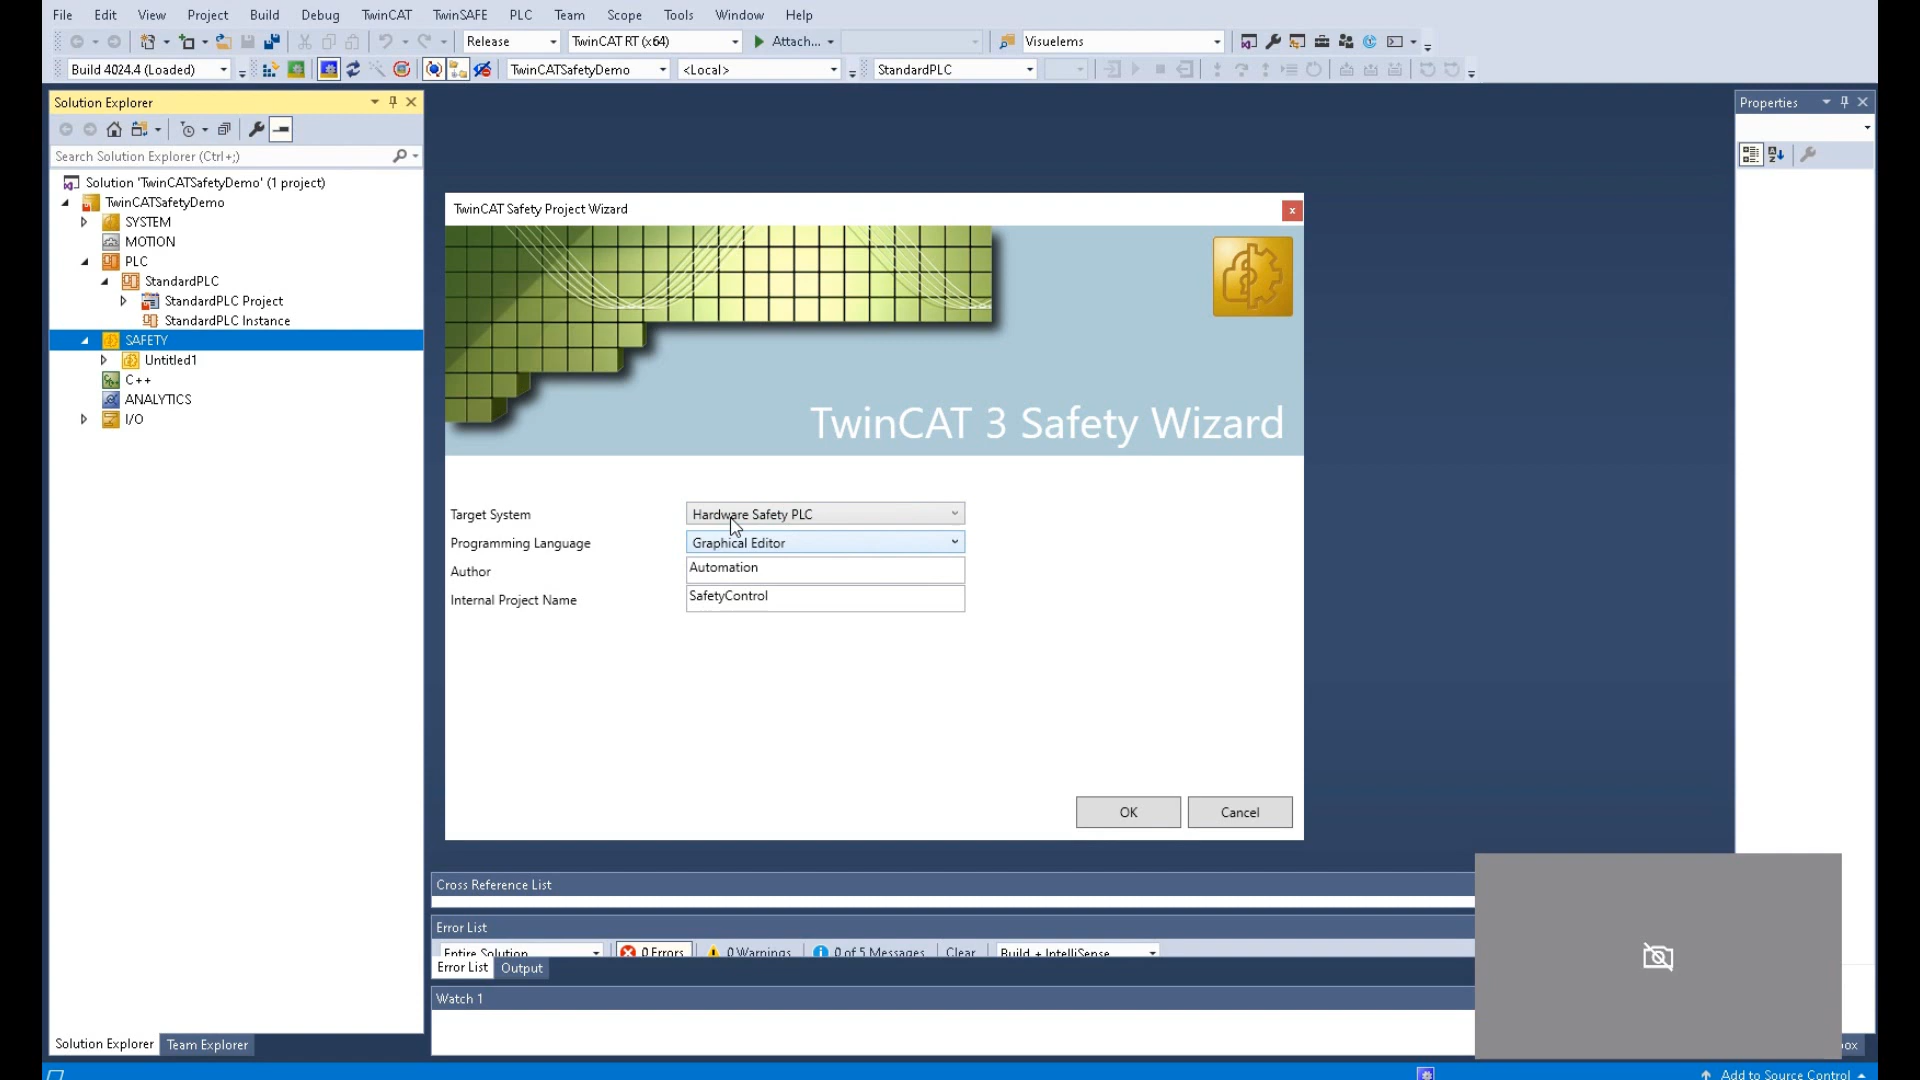 File Edit View Project Build Debug TwinCAT TwinSAFE PLC Team Scope Tools Window Help
Release TwinCAT RT (x64) Attach... Visuelems
Build 4024.4 (Loaded) TwinCATSafetyDemo <Local> StandardPLC
Solution Explorer
Search Solution Explorer (Ctrl+;)
Solution 'TwinCATSafetyDemo' (1 project)
TwinCATSafetyDemo
SYSTEM
MOTION
PLC
StandardPLC
StandardPLC Project
StandardPLC Instance
SAFETY
Untitled1
C++
ANALYTICS
I/O
Solution Explorer Team Explorer
TwinCAT Safety Project Wizard
x
TwinCAT 3 Safety Wizard
Target System Hardware Safety PLC
Programming Language Graphical Editor
Author Automation
Internal Project Name SafetyControl
OK Cancel
Properties
Cross Reference List
Error List
Entire Solution 0 Errors 0 Warnings 0 of 5 Messages Clear Build + IntelliSense
Error List Output
Watch 1
Add to Source Control